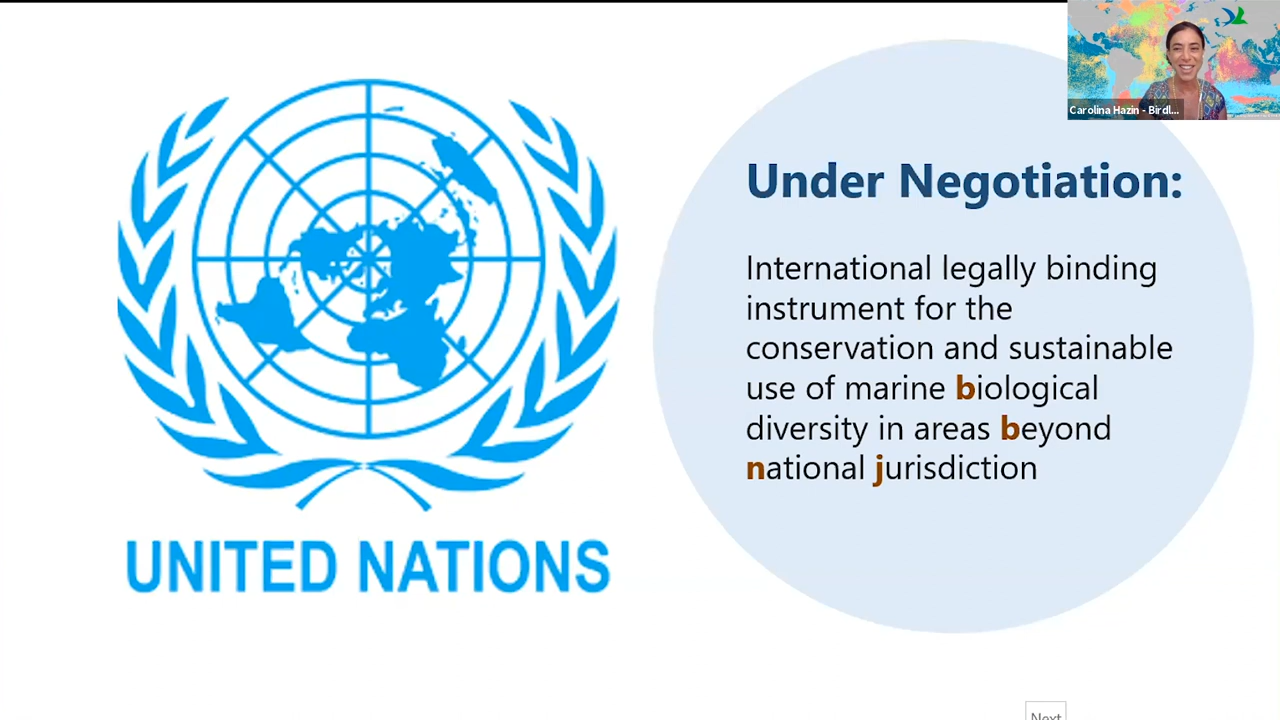 Carolina Hazin - Birdl...
Under Negotiation:
International legally binding
instrument for the
conservation and sustainable
use of marine biological
diversity in areas beyond
national jurisdiction
UNITED NATIONS
Next